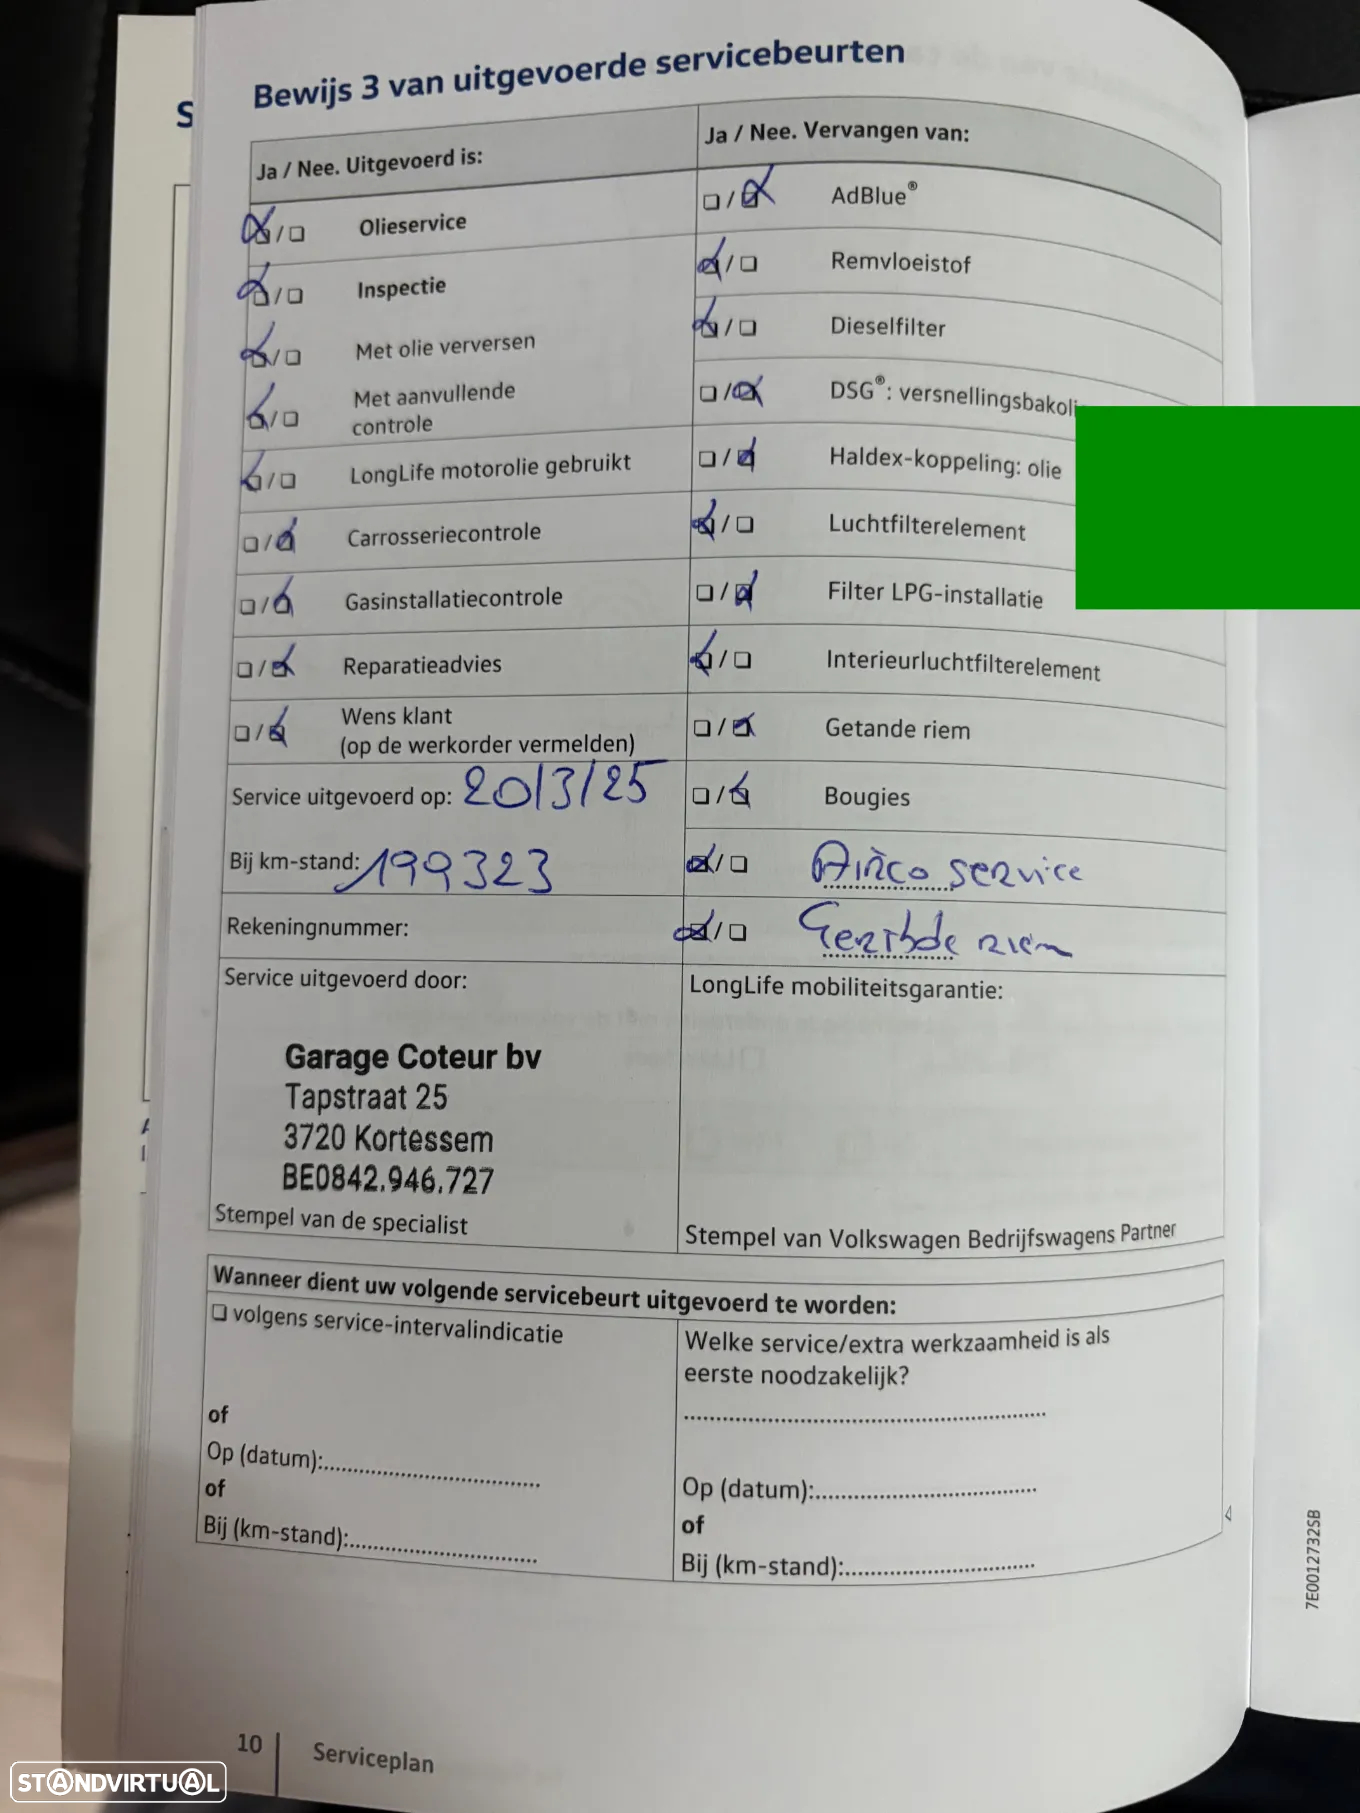 Bewijs 3 van uitgevoerde servicebeurten
Ja / Nee. Uitgevoerd is:
Olieservice
Inspectie
Met olie verversen
Met aanvullende
controle
LongLife motorolie gebruikt
Carrosseriecontrole
Gasinstallatiecontrole
Reparatieadvies
Wens klant
(op de werkorder vermelden)
Service uitgevoerd op: 20/3/25
Bij km-stand: 199323
Rekeningnummer:
Service uitgevoerd door:
Garage Coteur bv
Tapstraat 25
3720 Kortessem
BE0842.946.727
Stempel van de specialist
Ja / Nee. Vervangen van:
AdBlue®
Remvloeistof
Dieselfilter
DSG®: versnellingsbakoli
Haldex-koppeling: olie
Luchtfilterelement
Filter LPG-installatie
Interieurluchtfilterelement
Getande riem
Bougies
Airco service
riem
LongLife mobiliteitsgarantie:
Stempel van Volkswagen Bedrijfswagens Partner
Wanneer dient uw volgende servicebeurt uitgevoerd te worden:
volgens service-intervalindicatie
of
Op (datum):
of
Bij (km-stand):
Welke service/extra werkzaamheid is als
eerste noodzakelijk?
Op (datum):
of
Bij (km-stand):
7E0012732SB
10 Serviceplan
STANDVIRTUAL